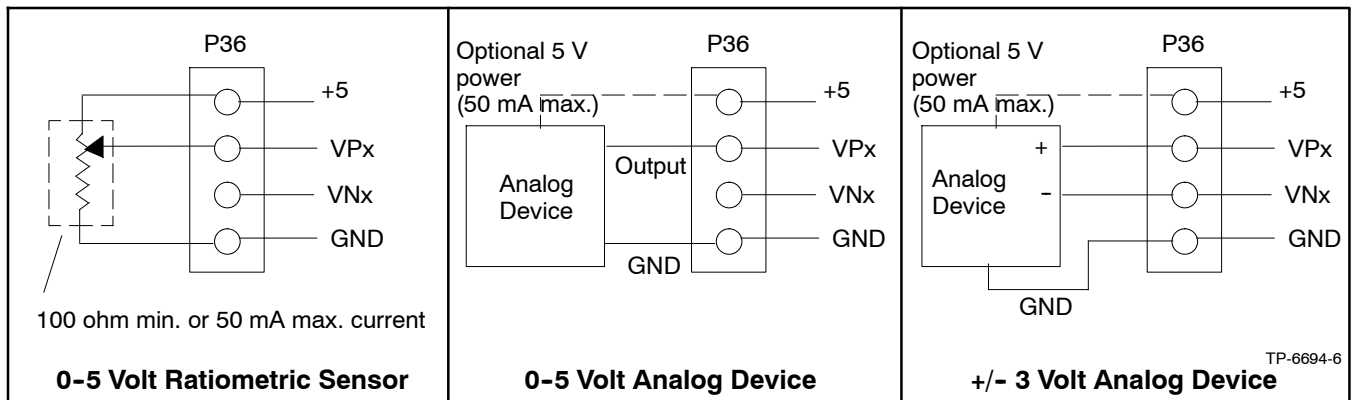 P36
+5
VPx
VNx
GND
100 ohm min. or 50 mA max. current
0-5 Volt Ratiometric Sensor
Optional 5 V
power
(50 mA max.)
P36
+5
Output
VPx
Analog
Device
VNx
GND
GND
0-5 Volt Analog Device
Optional 5 V
power
(50 mA max.)
P36
+5
+
VPx
Analog
Device
-
VNx
GND
GND
TP-6694-6
+/- 3 Volt Analog Device